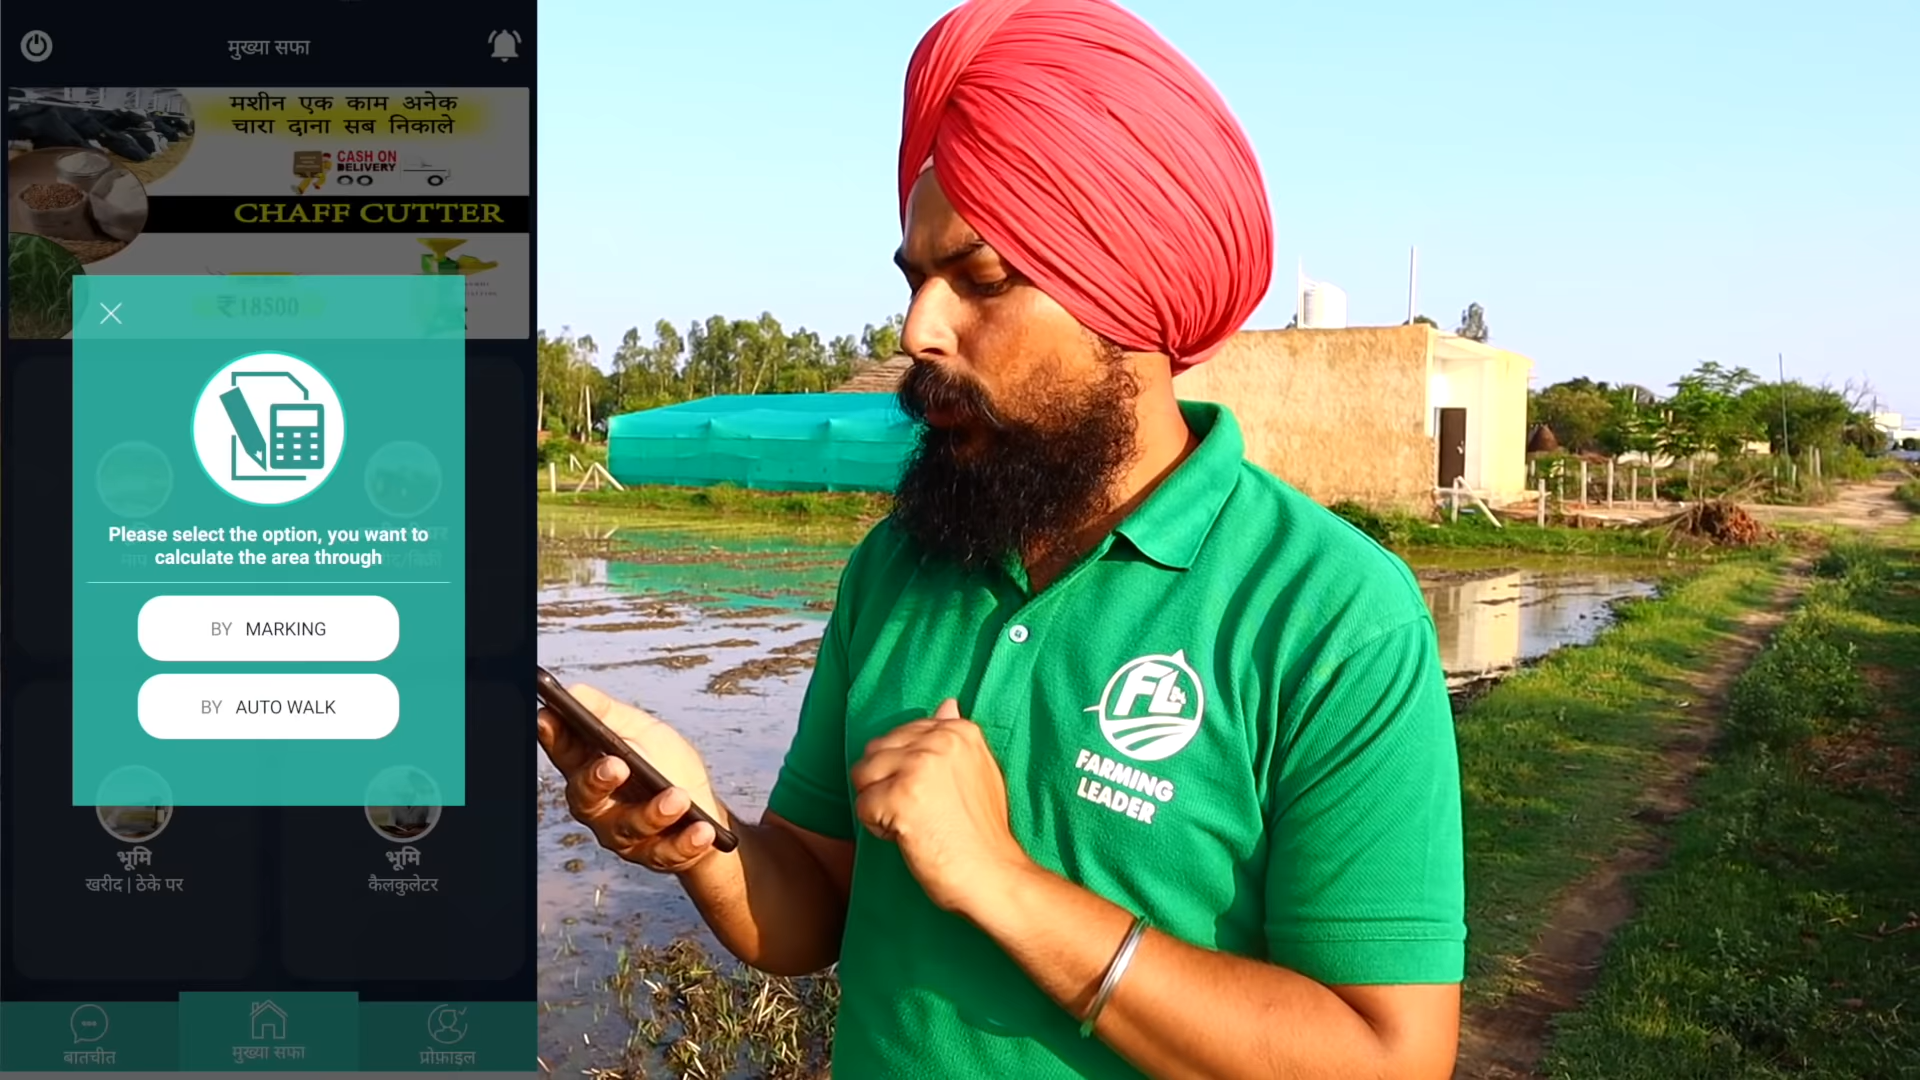 मुख्या सफा
मशीन एक काम अनेक
चारा दाना सब निकाले
CASH ON
DELIVERY
CHAFF CUTTER
₹18500
Please select the option, you want to
calculate the area through
BY MARKING
BY AUTO WALK
भूमि
खरीद | ठेके पर
भूमि
कैलकुलेटर
बातचीत
मुख्या सफा
प्रोफ़ाइल
FL
FARMING
LEADER